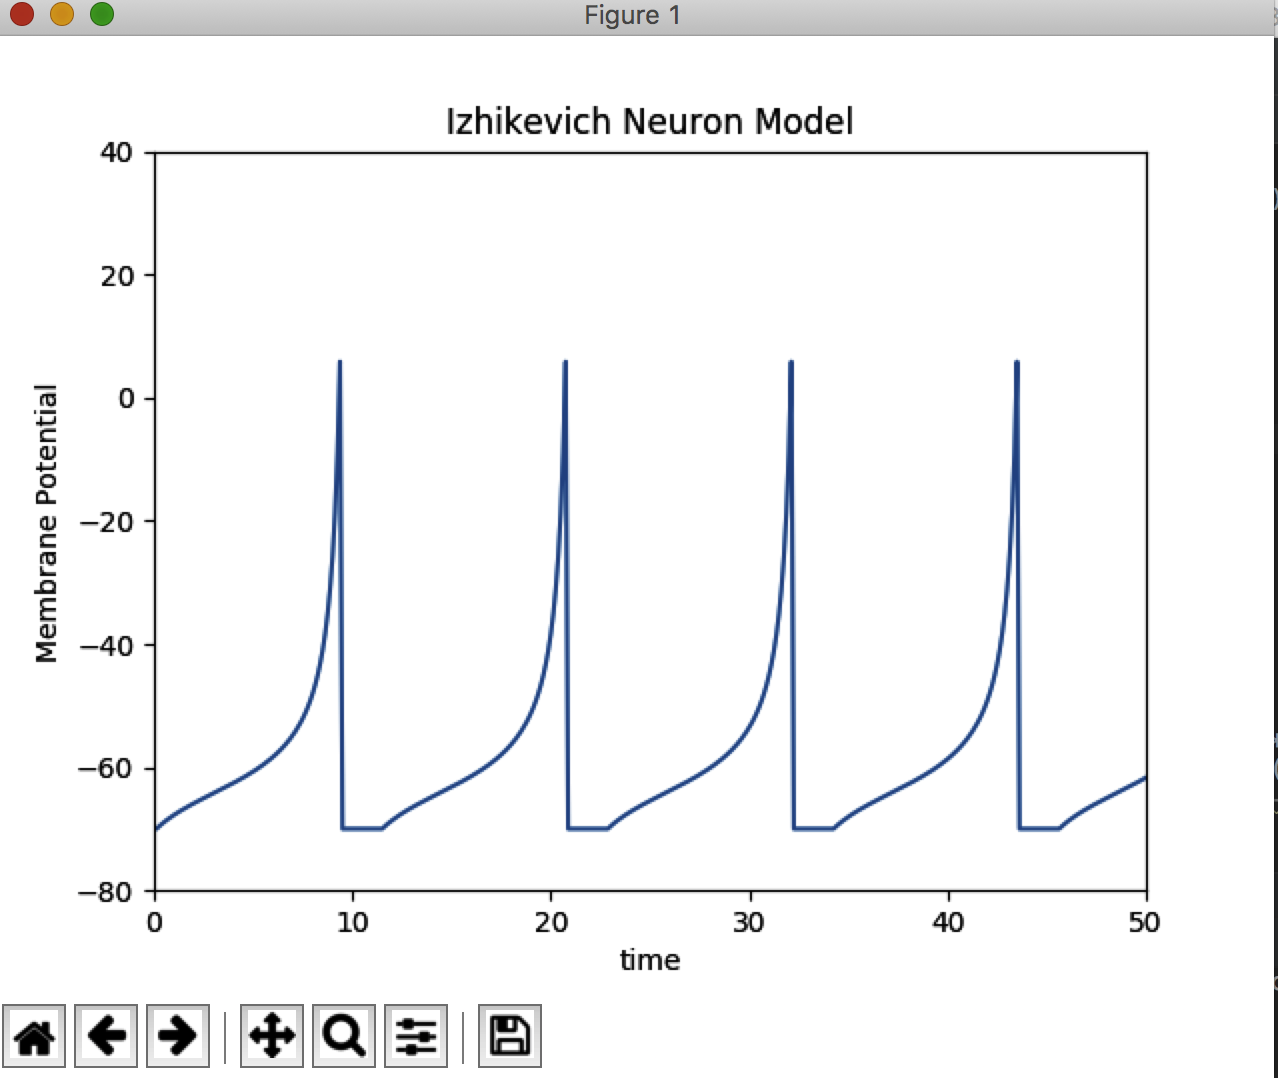 Figure 1
Izhikevich Neuron Model
40
20
0
−20
−40
−60
−80
Membrane Potential
0 10 20 30 40 50
time